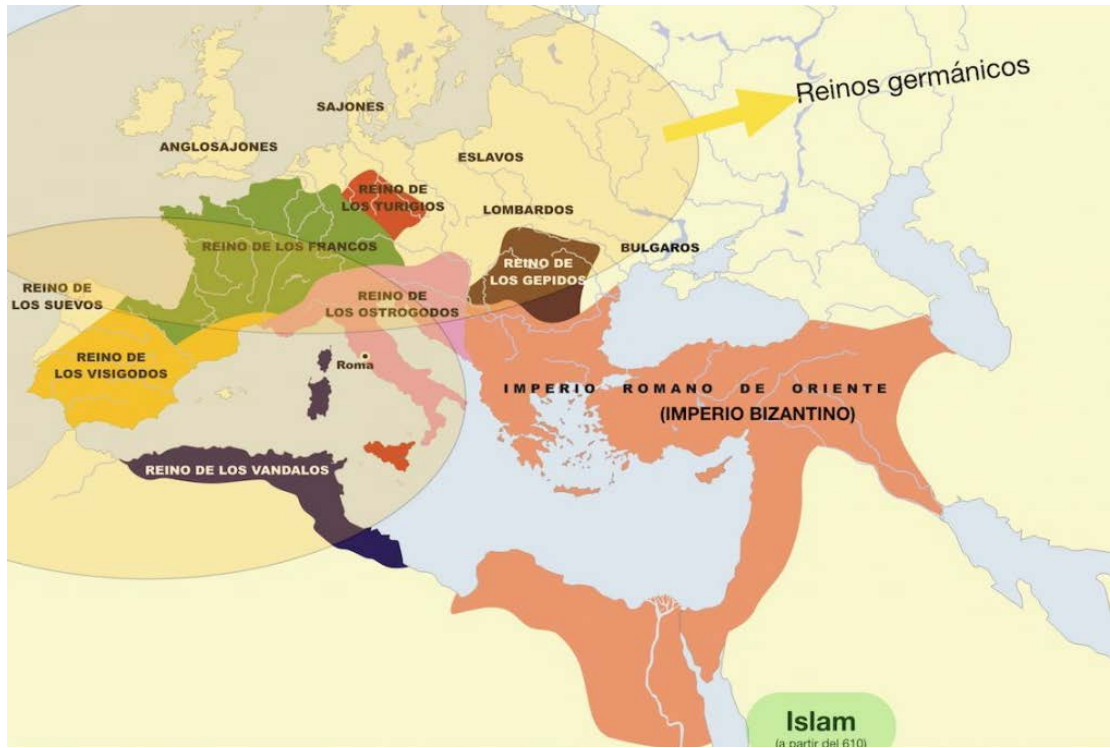 Reinos germánicos
SAJONES
ANGLOSAJONES
ESLAVOS
REINO DE
LOS TURIGIOS
LOMBARDOS
REINO DE LOS FRANCOS
BULGAROS
REINO DE
LOS GEPIDOS
REINO DE
LOS SUEVOS
REINO DE
LOS OSTROGODOS
REINO DE
LOS VISIGODOS
Roma
IMPERIO ROMANO DE ORIENTE
(IMPERIO BIZANTINO)
REINO DE LOS VANDALOS
Islam
(a partir del 610)